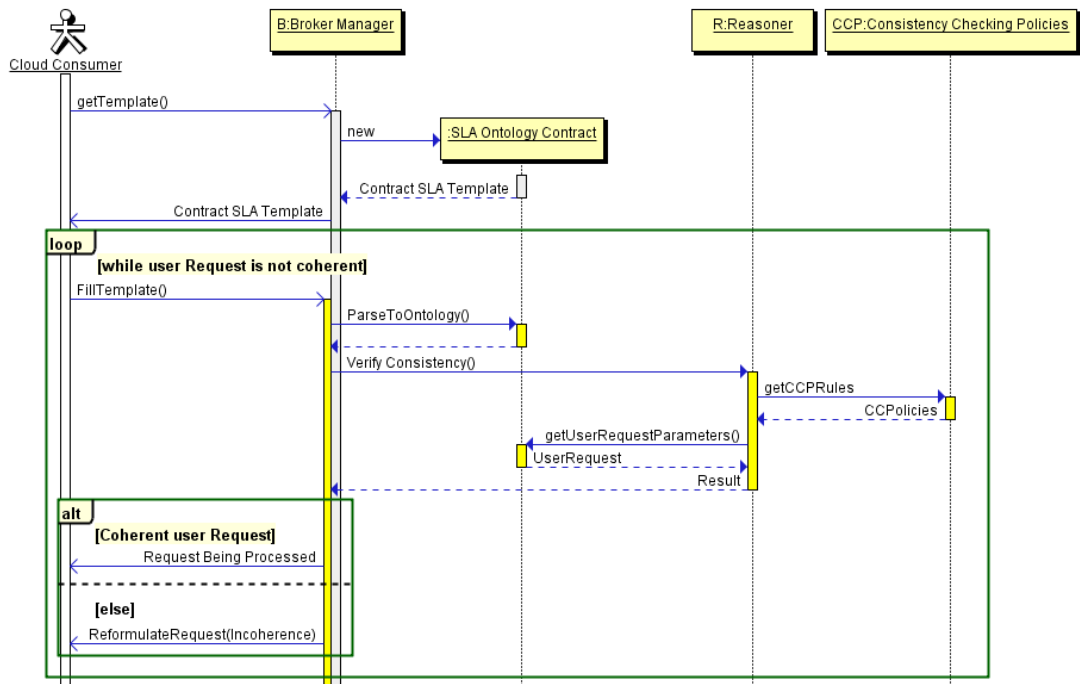 B:Broker Manager
R:Reasoner
CCP:Consistency Checking Policies
Cloud Consumer
getTemplate()
new
:SLA Ontology Contract
Contract SLA Template
Contract SLA Template
loop
[while user Request is not coherent]
FillTemplate()
ParseToOntology()
Verify Consistency()
getCCPRules
CCPolicies
getUserRequestParameters()
UserRequest
Result
alt
[Coherent user Request]
Request Being Processed
[else]
ReformulateRequest(Incoherence)